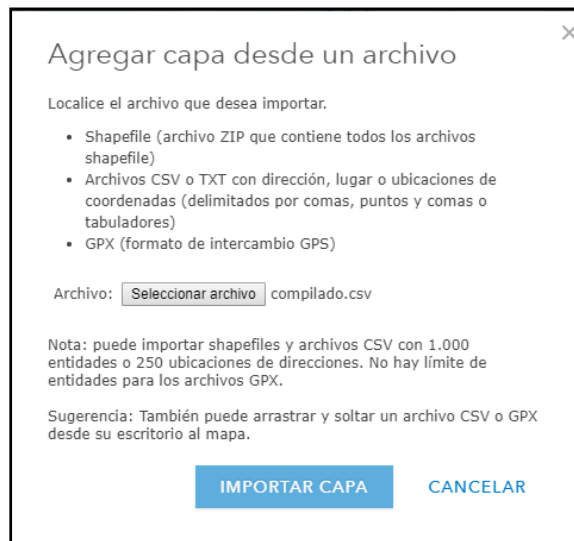 Agregar capa desde un archivo
Localice el archivo que desea importar.
• Shapefile (archivo ZIP que contiene todos los archivos
shapefile)
• Archivos CSV o TXT con dirección, lugar o ubicaciones de
coordenadas (delimitados por comas, puntos y comas o
tabuladores)
• GPX (formato de intercambio GPS)
Archivo: Seleccionar archivo compilado.csv
Nota: puede importar shapefiles y archivos CSV con 1.000
entidades o 250 ubicaciones de direcciones. No hay límite de
entidades para los archivos GPX.
Sugerencia: También puede arrastrar y soltar un archivo CSV o GPX
desde su escritorio al mapa.
IMPORTAR CAPA CANCELAR